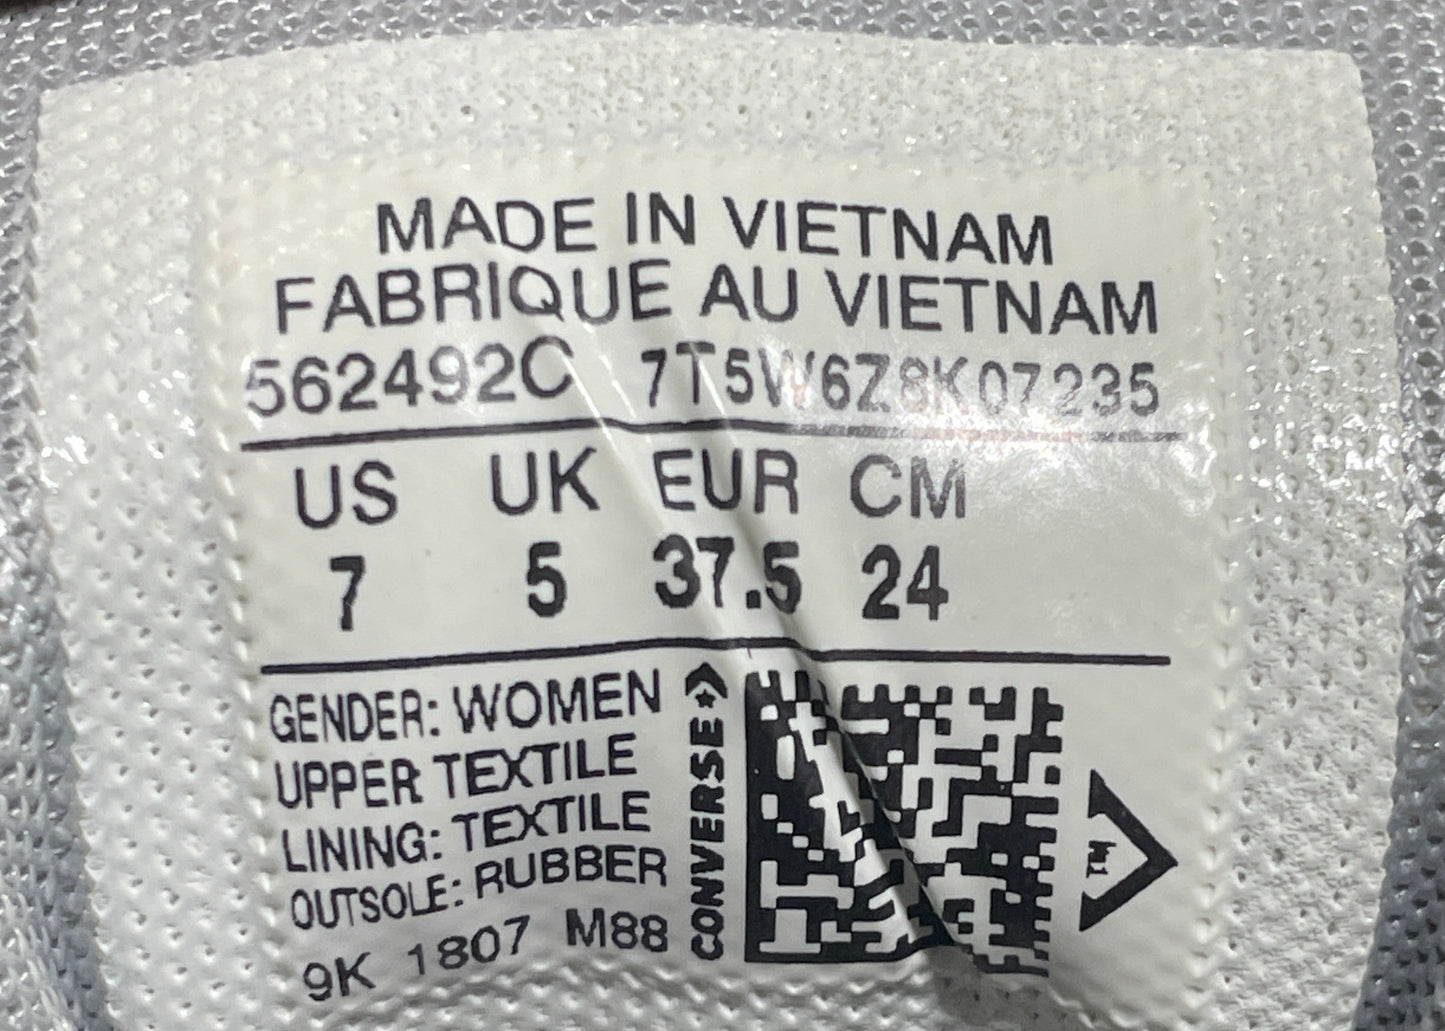 MADE IN VIETNAM
FABRIQUE AU VIETNAM
562492C 7T5W6Z8K07235
US UK EUR CM
7 5 37.5 24
GENDER: WOMEN
UPPER TEXTILE
LINING: TEXTILE
OUTSOLE: RUBBER
9K 1807 M88
CONVERSE